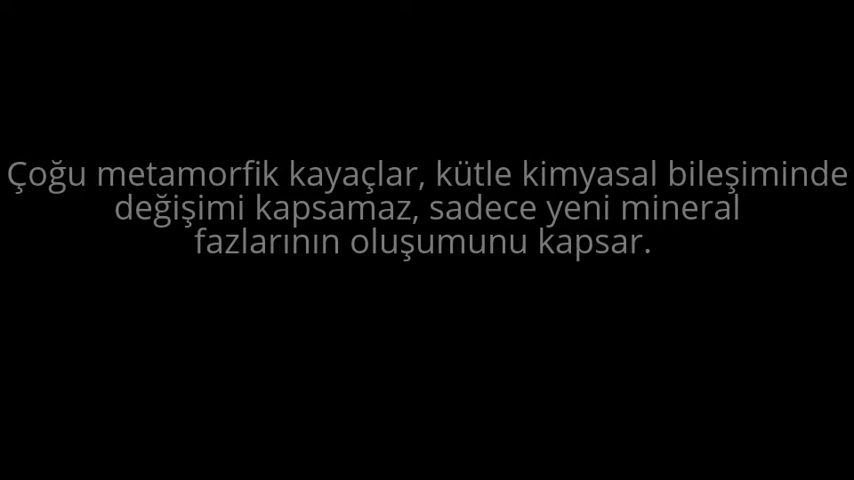 Çoğu metamorfik kayaçlar, kütle kimyasal bileşiminde
değişimi kapsamaz, sadece yeni mineral
fazlarının oluşumunu kapsar.